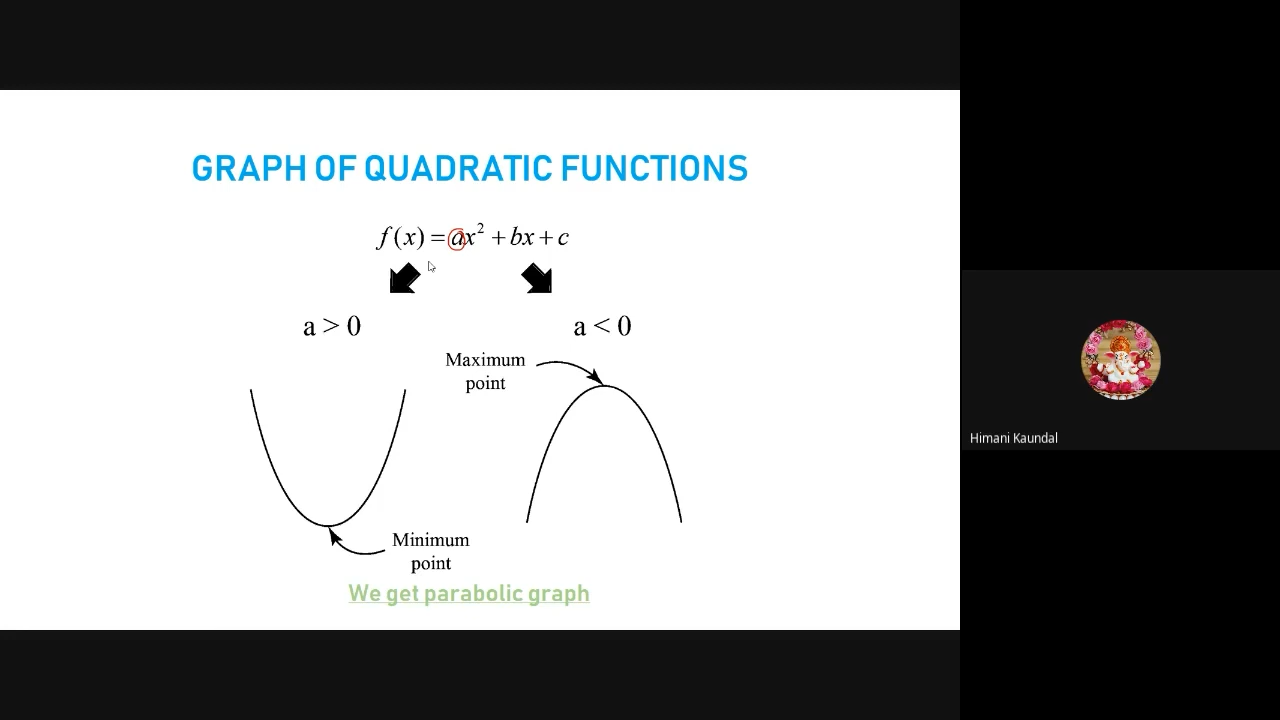 GRAPH OF QUADRATIC FUNCTIONS
f(x) = ax² + bx + c
a > 0
a < 0
Maximum
point
Minimum
point
We get parabolic graph
Himani Kaundal